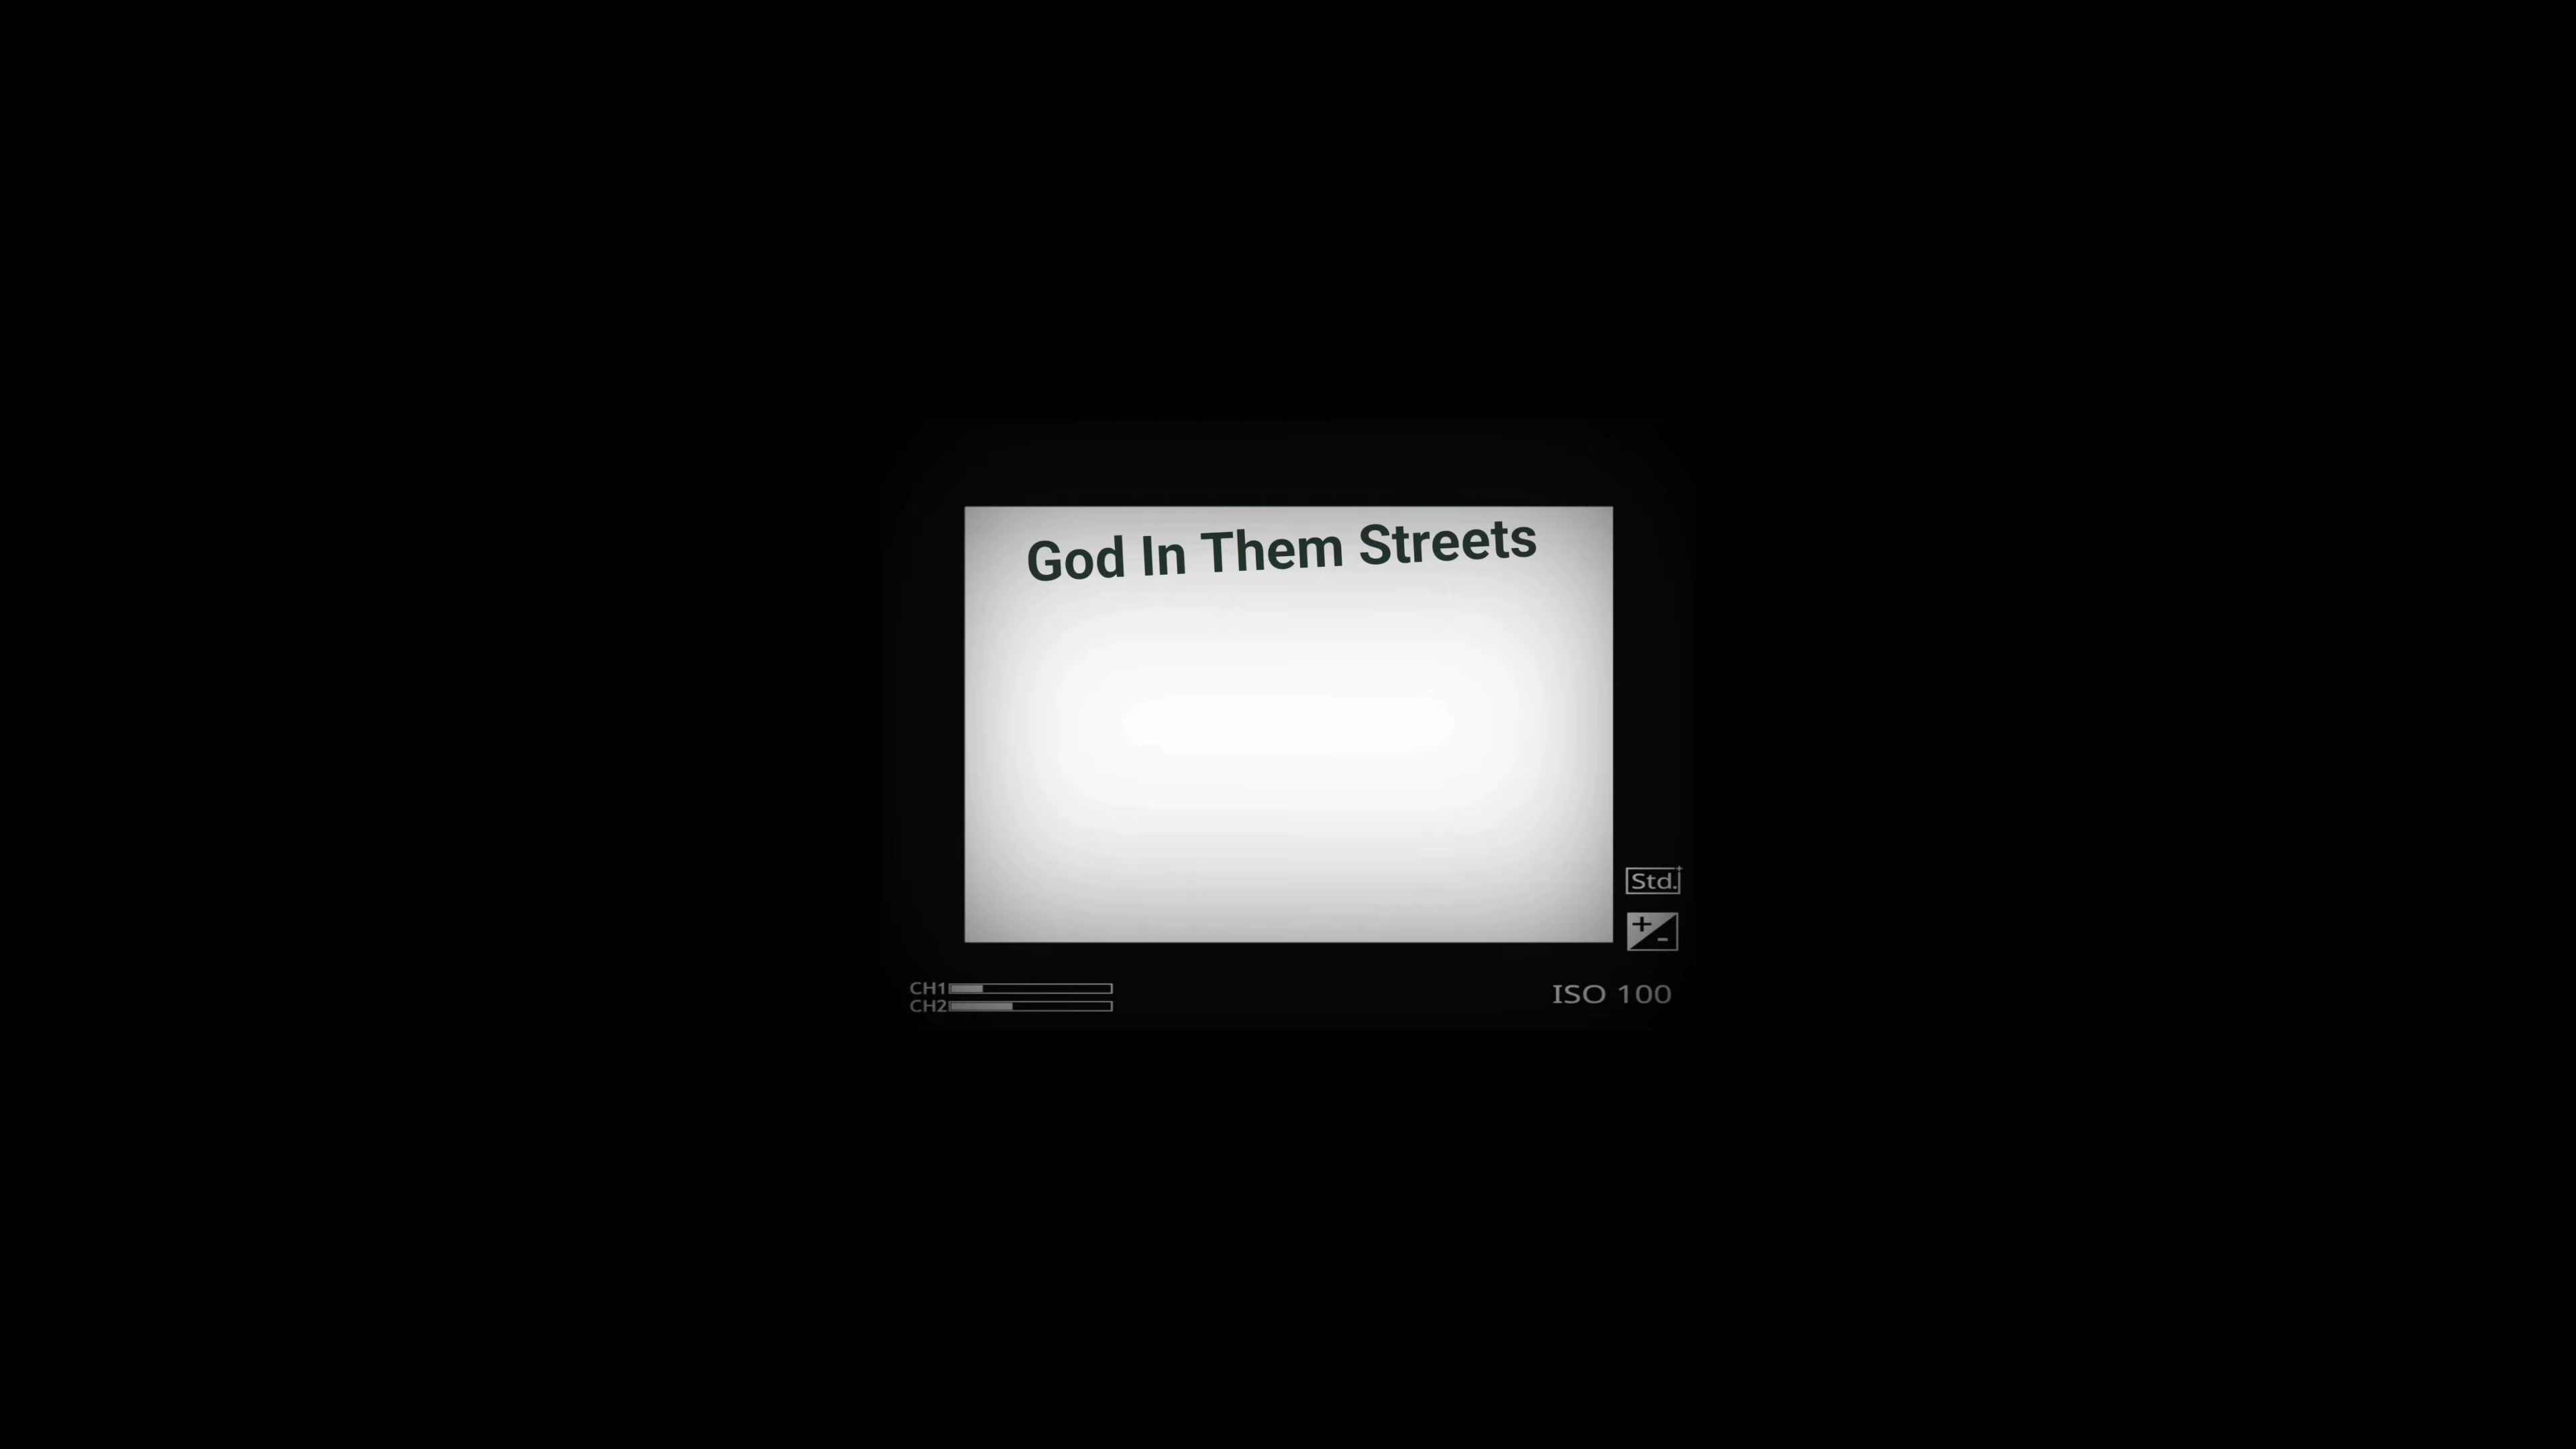 God In Them Streets
Std.
+
-
CH1
CH2
ISO 100